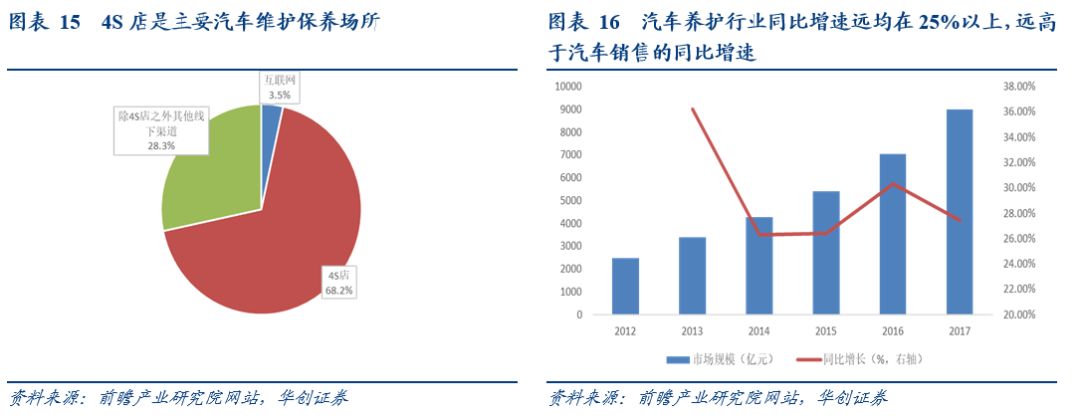 图表 15 4S 店是主要汽车维护保养场所
互联网
3.5%
除4S店之外其他线
下渠道
28.3%
4S店
68.2%
资料来源：前瞻产业研究院网站，华创证券
图表 16 汽车养护行业同比增速远均在 25%以上，远高
于汽车销售的同比增速
10000
9000
8000
7000
6000
5000
4000
3000
2000
1000
0
38.00%
36.00%
34.00%
32.00%
30.00%
28.00%
26.00%
24.00%
22.00%
20.00%
2012 2013 2014 2015 2016 2017
市场规模（亿元） 同比增长（%，右轴）
资料来源：前瞻产业研究院网站，华创证券